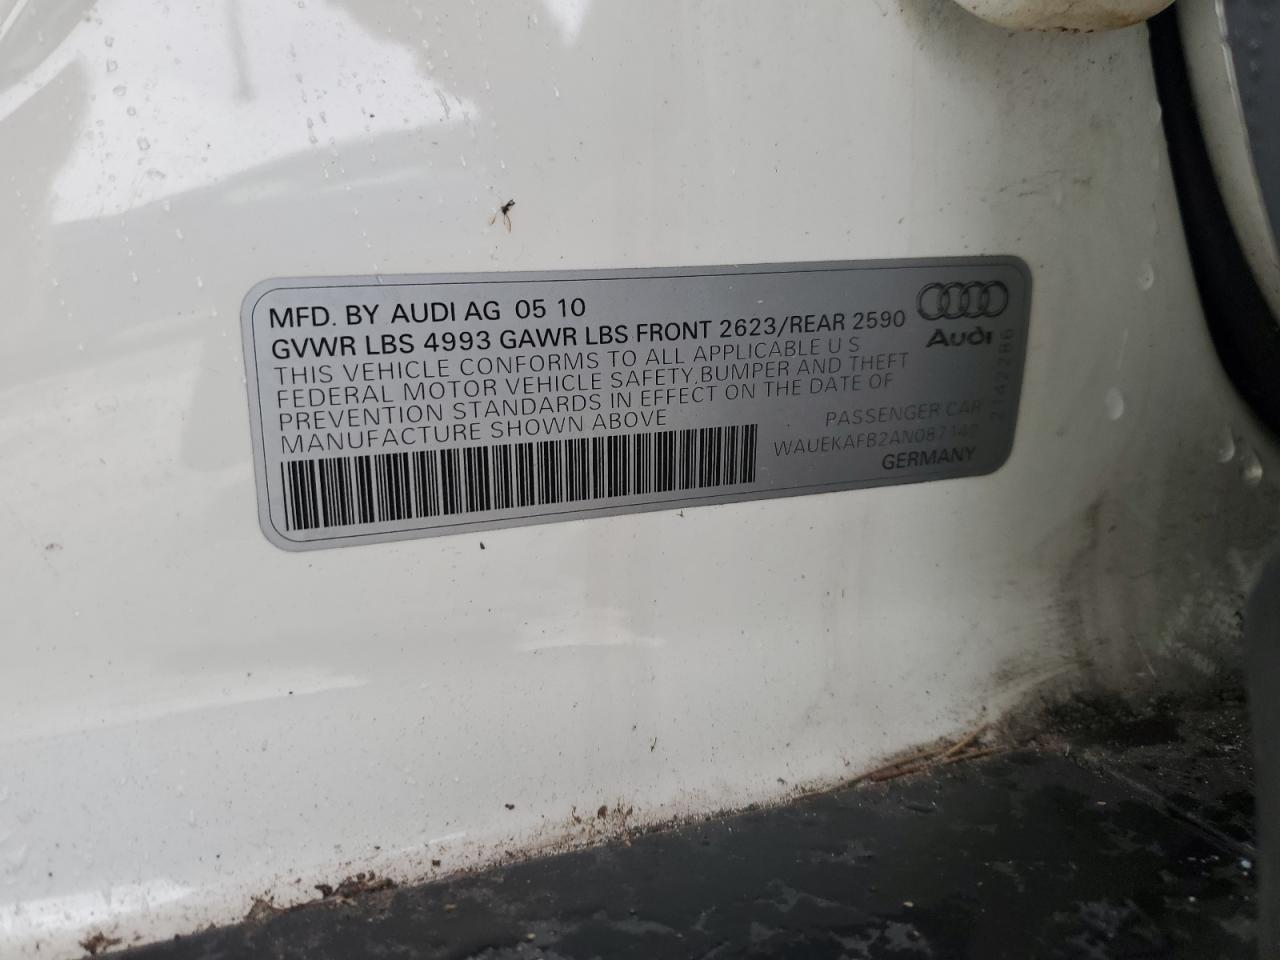 MFD. BY AUDI AG 05 10
GVWR LBS 4993 GAWR LBS FRONT 2623/REAR 2590
THIS VEHICLE CONFORMS TO ALL APPLICABLE U S
FEDERAL MOTOR VEHICLE SAFETY,BUMPER AND THEFT
PREVENTION STANDARDS IN EFFECT ON THE DATE OF
MANUFACTURE SHOWN ABOVE
Audi
PASSENGER CAR
GERMANY